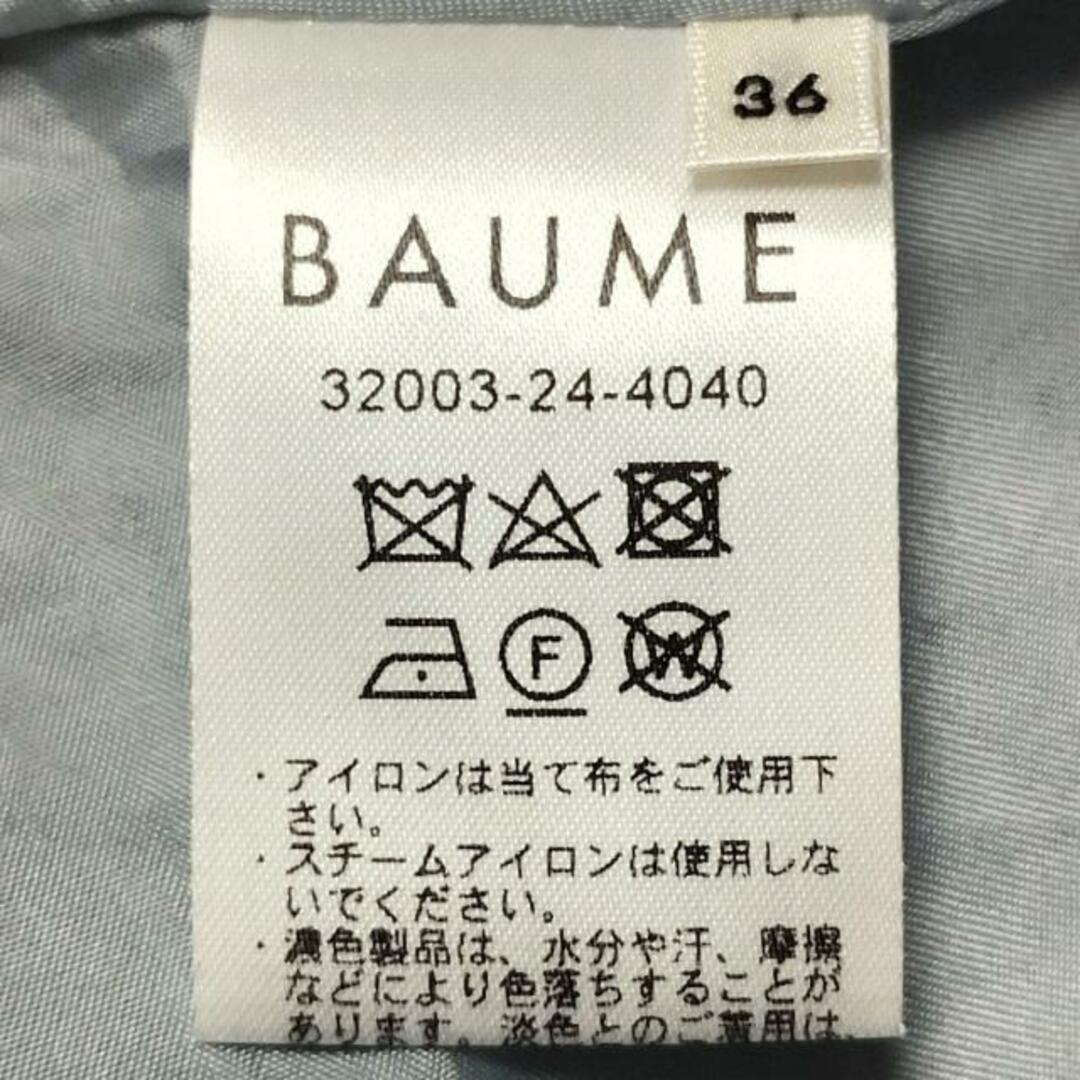 36
BAUME
32003-24-4040
F
W
・アイロンは当て布をご使用下
さい。
・スチームアイロンは使用しな
いでください。
・濃色製品は、水分や汗、摩擦
などにより色落ちすることが
あります。淡色とのご着用は、